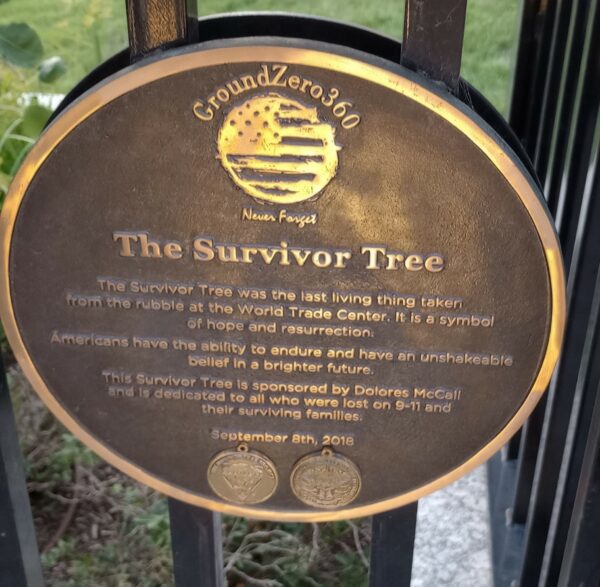 GroundZero360
Never Forget
The Survivor Tree
The Survivor Tree was the last living thing taken
from the rubble at the World Trade Center. It is a symbol
of hope and resurrection.
Americans have the ability to endure and have an unshakeable
belief in a brighter future.
This Survivor Tree is sponsored by Dolores McCall
and is dedicated to all who were lost on 9-11 and
their surviving families.
September 8th, 2018